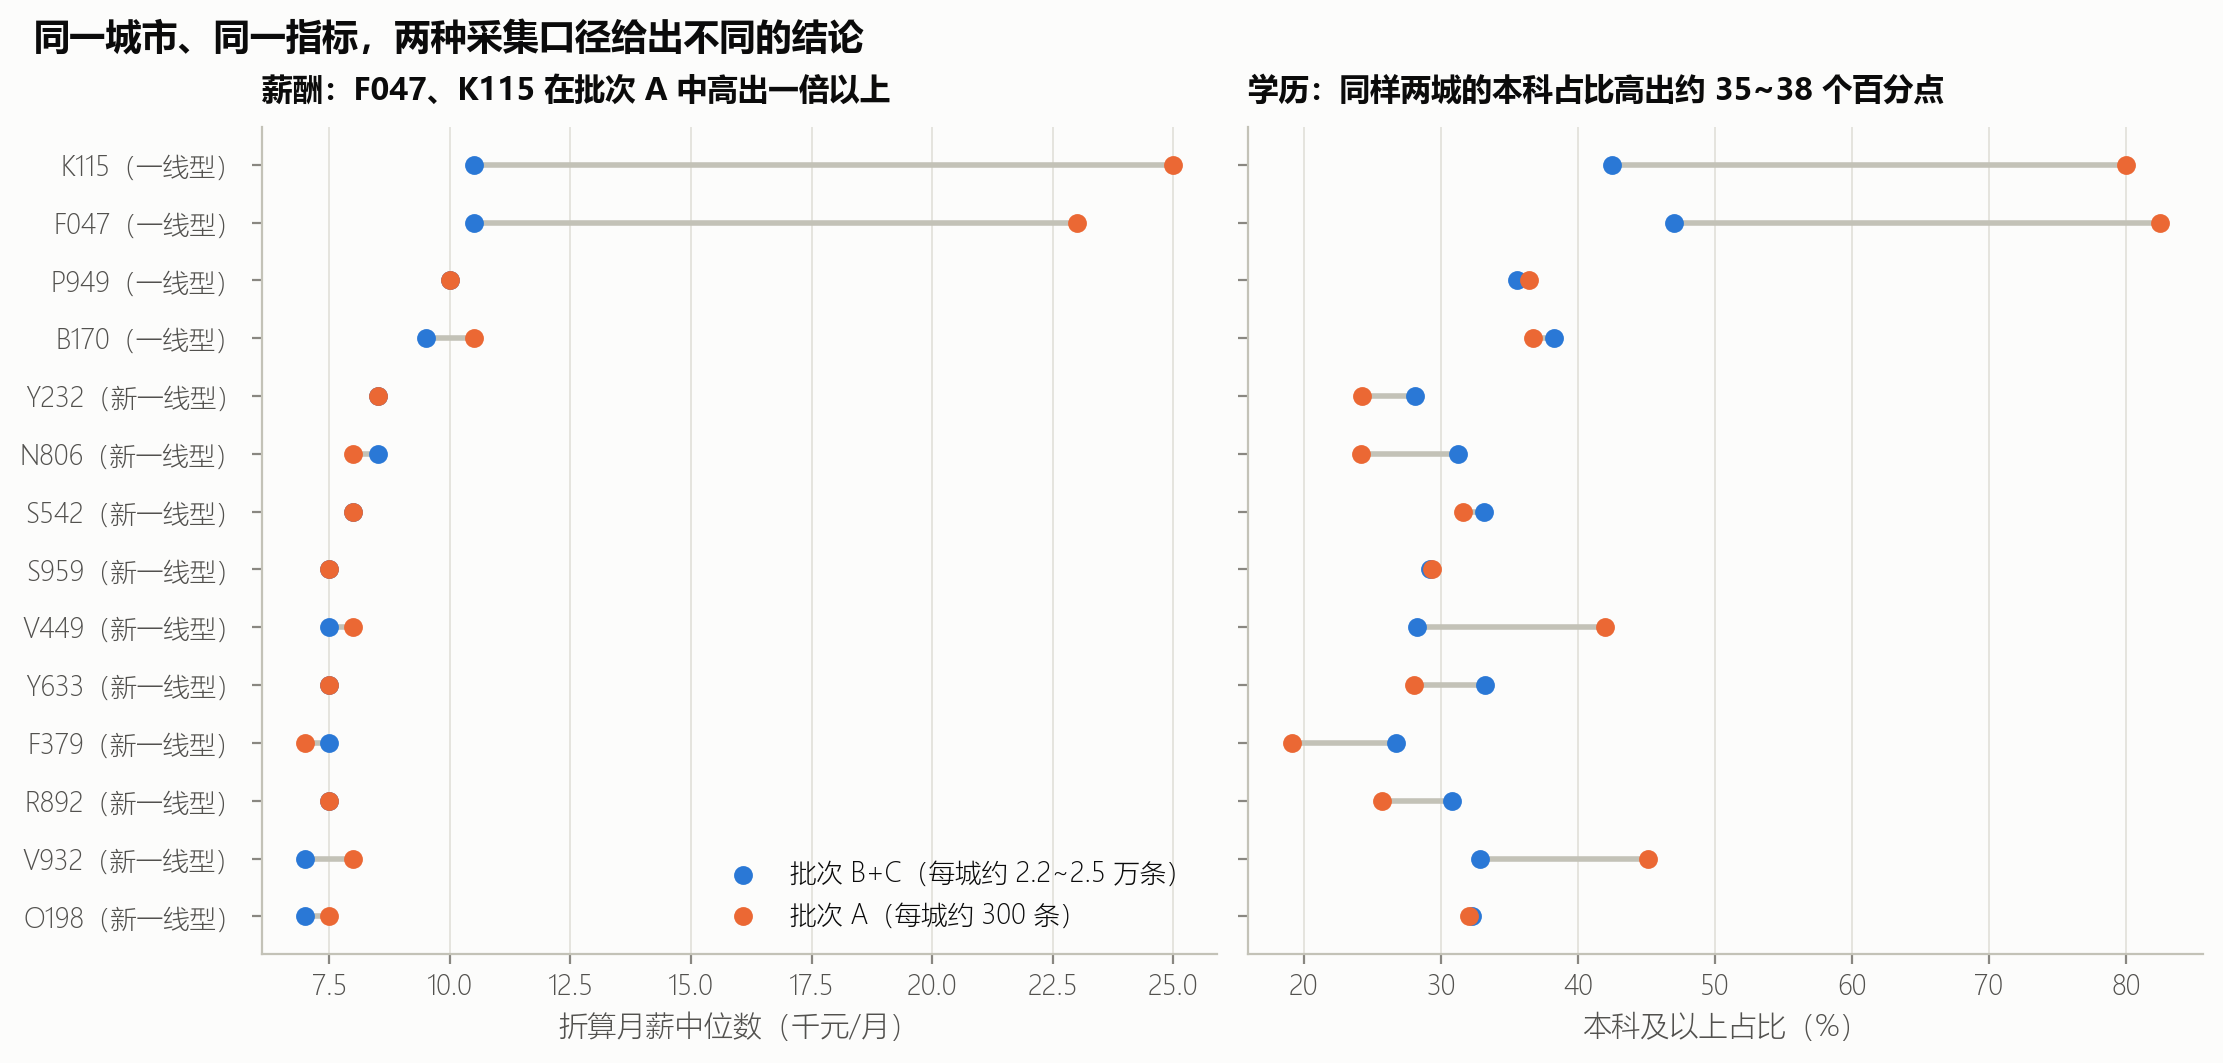 同一城市、同一指标，两种采集口径给出不同的结论
薪酬：F047、K115 在批次 A 中高出一倍以上
学历：同样两城的本科占比高出约 35~38 个百分点
K115（一线型）
F047（一线型）
P949（一线型）
B170（一线型）
Y232（新一线型）
N806（新一线型）
S542（新一线型）
S959（新一线型）
V449（新一线型）
Y633（新一线型）
F379（新一线型）
R892（新一线型）
V932（新一线型）
O198（新一线型）
批次 B+C（每城约 2.2~2.5 万条）
批次 A（每城约 300 条）
7.5 10.0 12.5 15.0 17.5 20.0 22.5 25.0
折算月薪中位数（千元/月）
20 30 40 50 60 70 80
本科及以上占比（%）